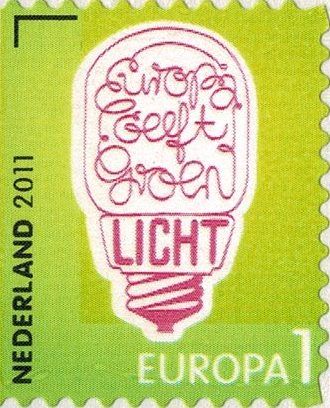 Europa
Geeft
Groen
LICHT
NEDERLAND 2011
EUROPA 1